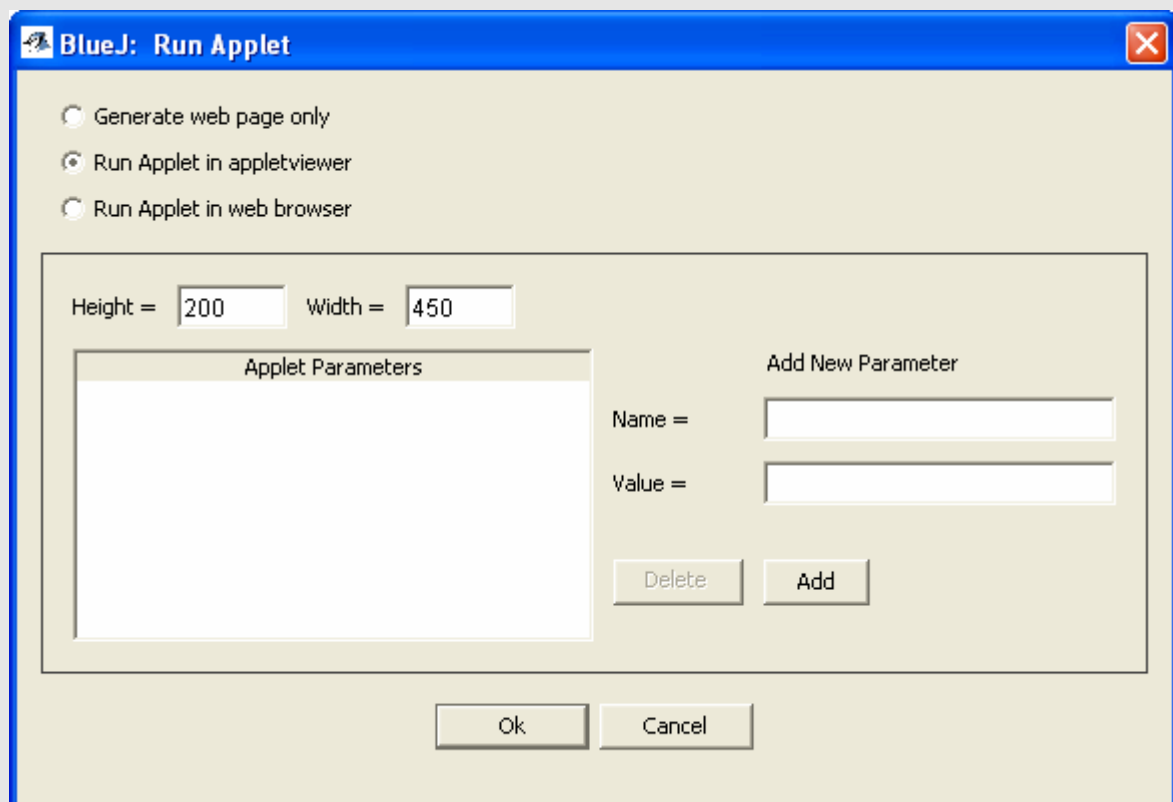 BlueJ: Run Applet
Generate web page only
Run Applet in appletviewer
Run Applet in web browser
Height = 200 Width = 450
Applet Parameters
Add New Parameter
Name =
Value =
Delete Add
Ok Cancel